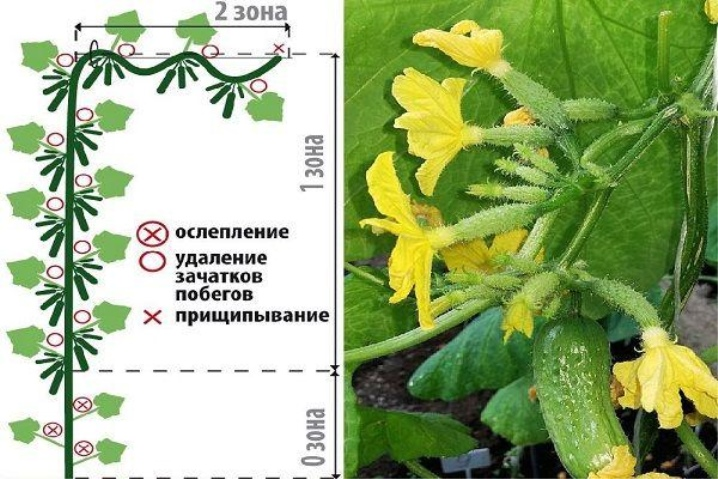 2 зона
1 зона
ослепление
удаление
зачатков
побегов
прищипывание
0 зона